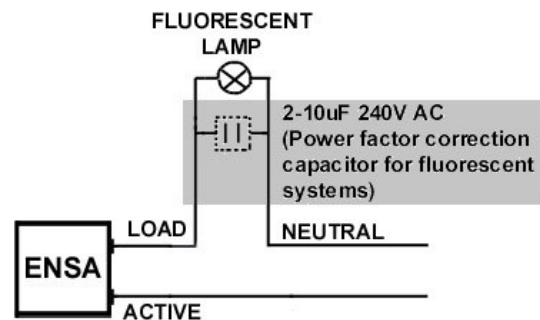 FLUORESCENT
LAMP
2-10uF 240V AC
(Power factor correction
capacitor for fluorescent
systems)
LOAD
NEUTRAL
ENSA
ACTIVE